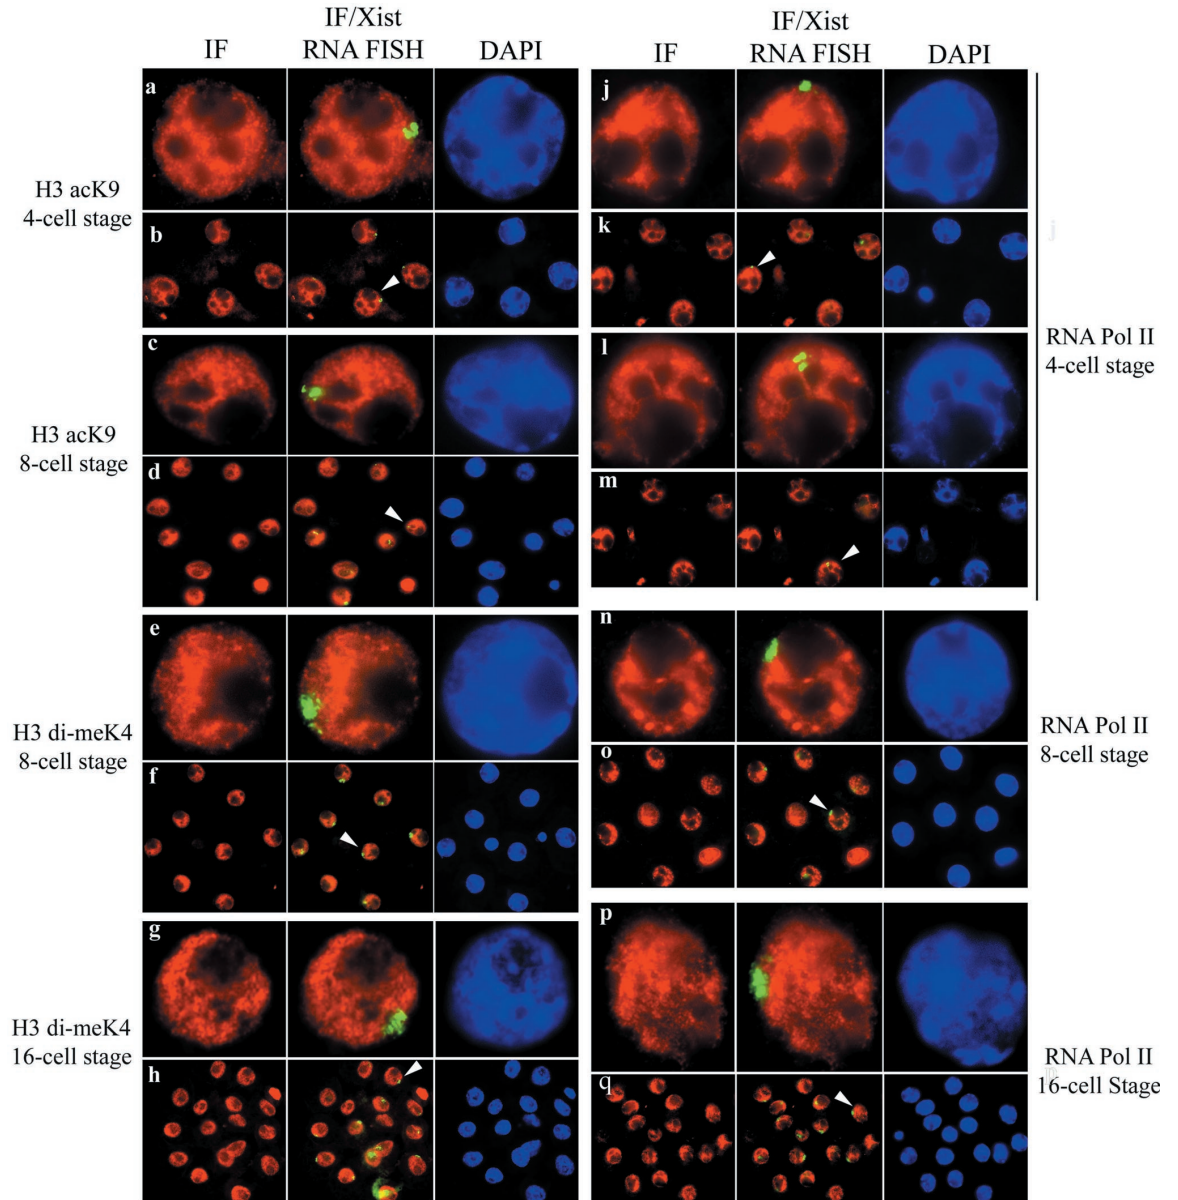 IF/Xist
IF RNA FISH DAPI
a
H3 acK9
4-cell stage
b
c
H3 acK9
8-cell stage
d
e
H3 di-meK4
8-cell stage
f
g
H3 di-meK4
16-cell stage
h
IF/Xist
IF RNA FISH DAPI
j
k
j
l
RNA Pol II
4-cell stage
m
n
RNA Pol II
8-cell stage
o
p
RNA Pol II
16-cell Stage
q